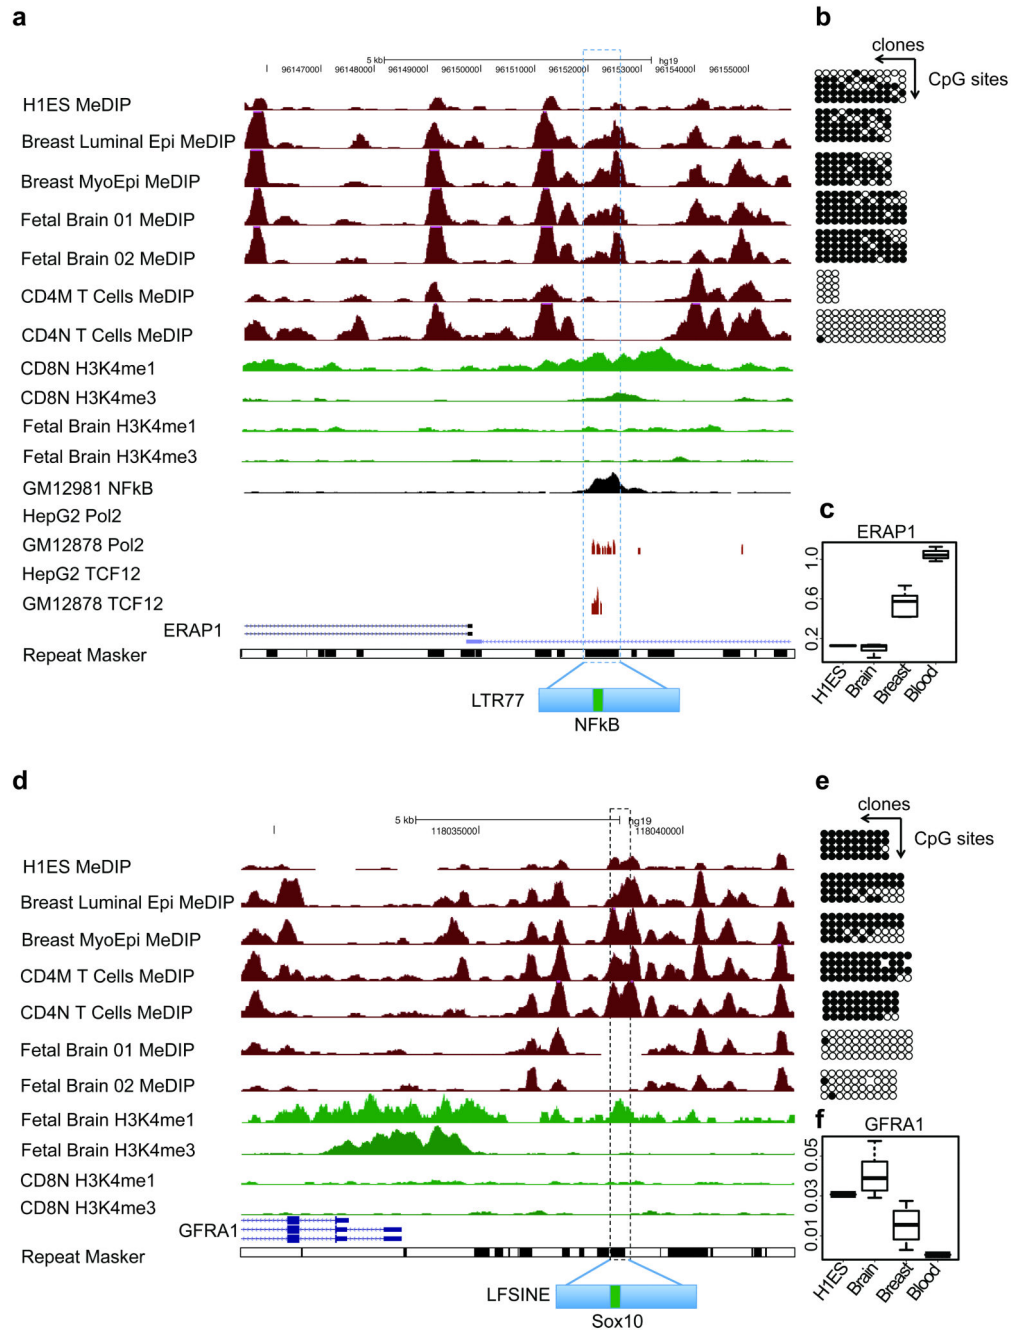 a
5 kb
hg19
96147000
96148000
96149000
96150000
96151000
96152000
96153000
96154000
96155000
H1ES MeDIP
Breast Luminal Epi MeDIP
Breast MyoEpi MeDIP
Fetal Brain 01 MeDIP
Fetal Brain 02 MeDIP
CD4M T Cells MeDIP
CD4N T Cells MeDIP
CD8N H3K4me1
CD8N H3K4me3
Fetal Brain H3K4me1
Fetal Brain H3K4me3
GM12981 NFkB
HepG2 Pol2
GM12878 Pol2
HepG2 TCF12
GM12878 TCF12
ERAP1
Repeat Masker
LTR77
NFkB
b
clones
CpG sites
c
ERAP1
1.0
0.6
0.2
H1ES
Brain
Breast
Blood
d
5 kb
hg19
118035000
118040000
H1ES MeDIP
Breast Luminal Epi MeDIP
Breast MyoEpi MeDIP
CD4M T Cells MeDIP
CD4N T Cells MeDIP
Fetal Brain 01 MeDIP
Fetal Brain 02 MeDIP
Fetal Brain H3K4me1
Fetal Brain H3K4me3
CD8N H3K4me1
CD8N H3K4me3
GFRA1
Repeat Masker
LFSINE
Sox10
e
clones
CpG sites
f
GFRA1
0.05
0.03
0.01
H1ES
Brain
Breast
Blood